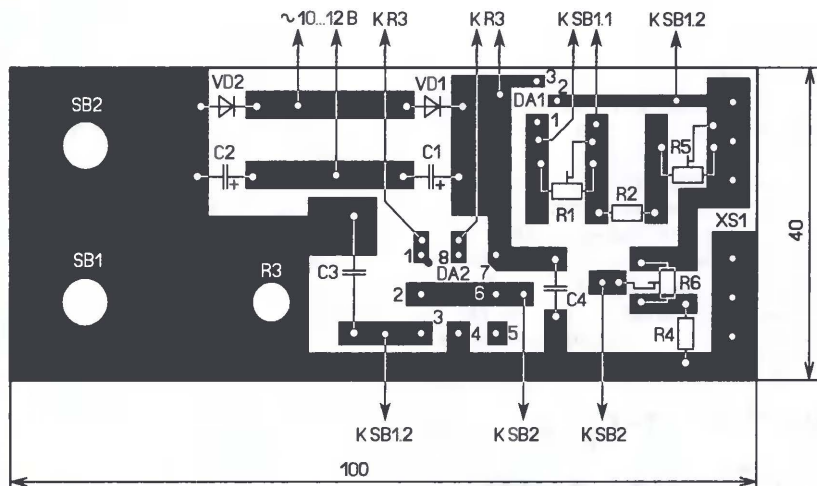 ~10...12 В К R3 К R3 К SB1.1 К SB1.2
VD2 VD1 3 2 DA1
SB2 1
C2 + C1 + R1 R2 R5
XS1
40
SB1 R3 C3 1 8 DA2 7
2 6 C4 R6
3 4 5 R4
К SB1.2 К SB2 К SB2
100